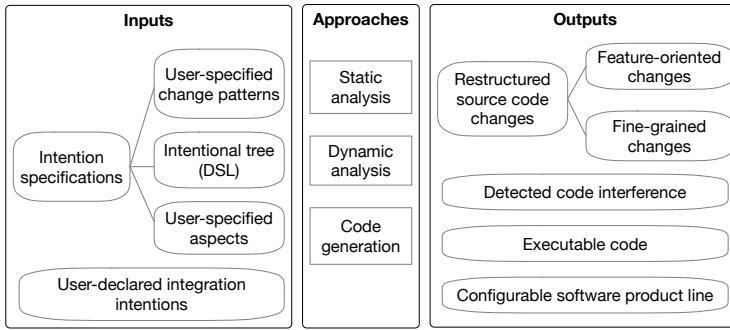 Inputs
User-specified
change patterns
Intention
specifications
Intentional tree
(DSL)
User-specified
aspects
User-declared integration
intentions
Approaches
Static
analysis
Dynamic
analysis
Code
generation
Outputs
Restructured
source code
changes
Feature-oriented
changes
Fine-grained
changes
Detected code interference
Executable code
Configurable software product line